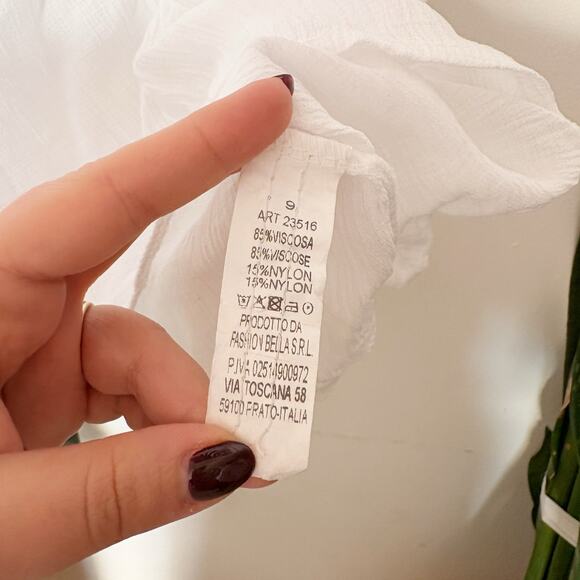 9
ART 23516
85%VISCOSA
85%VISCOSE
15%NYLON
15%NYLON
PRODOTTO DA
FASHION BELLA S.R.L.
P.IVA 02514900972
VIA TOSCANA 58
59100 PRATO-ITALIA